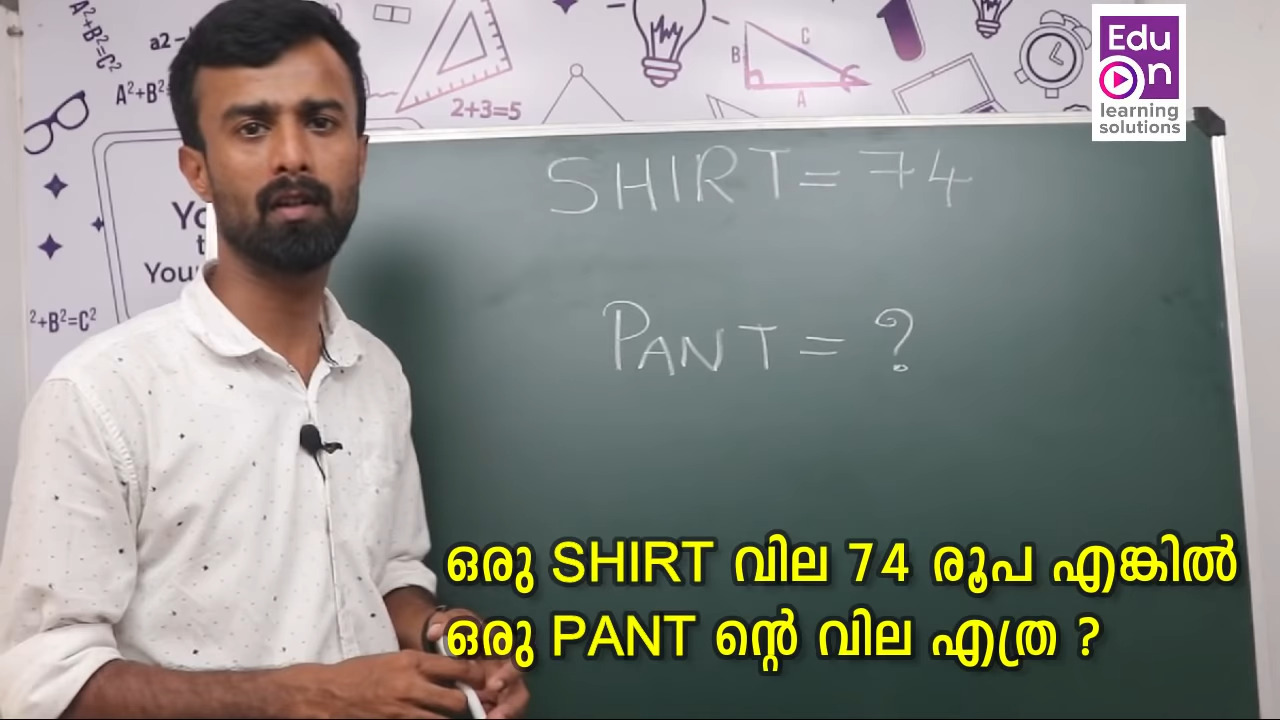 A²+B²=C²
a2-
A²+B²
2+3=5
B
C
A
Edu
On
learning
solutions
SHIRT = 74
Your
²+B²=C²
PANT = ?
ഒരു SHIRT വില 74 രൂപ എങ്കിൽ
ഒരു PANT ന്റെ വില എത്ര ?